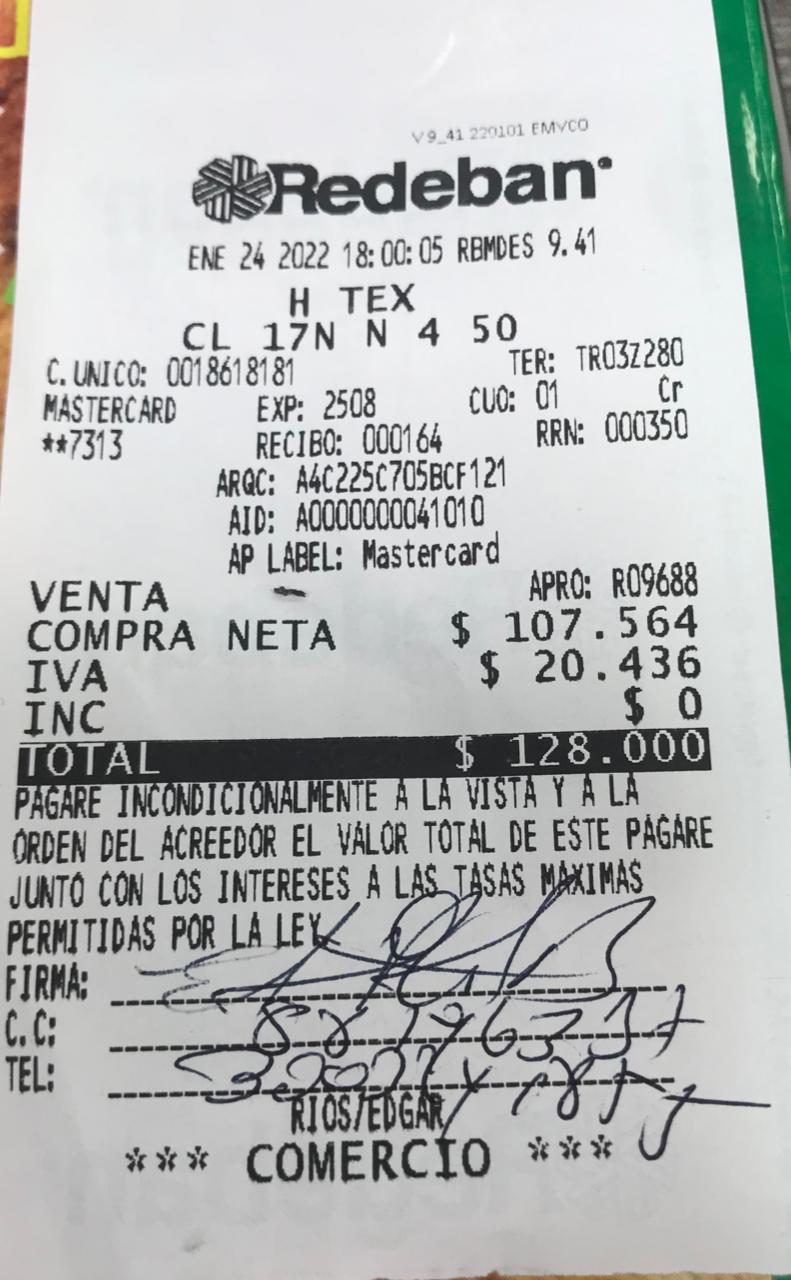 V9_41 220101 EMVCO
Redeban
ENE 24 2022 18:00:05 RBMDES 9.41
H TEX
CL 17N N 4 50
C. UNICO: 0018618181 TER: TR03Z280
MASTERCARD EXP: 2508 CUO: 01 Cr
**7313 RECIBO: 000164 RRN: 000350
ARQC: A4C225C705BCF121
AID: A0000000041010
AP LABEL: Mastercard
VENTA APRO: R09688
COMPRA NETA $ 107.564
IVA $ 20.436
INC $ 0
TOTAL $ 128.000
PAGARE INCONDICIONALMENTE A LA VISTA Y A LA
ORDEN DEL ACREEDOR EL VALOR TOTAL DE ESTE PAGARE
JUNTO CON LOS INTERESES A LAS TASAS MAXIMAS
PERMITIDAS POR LA LEY
FIRMA:
C.C:
TEL:
RIOS/EDGAR
*** COMERCIO ***